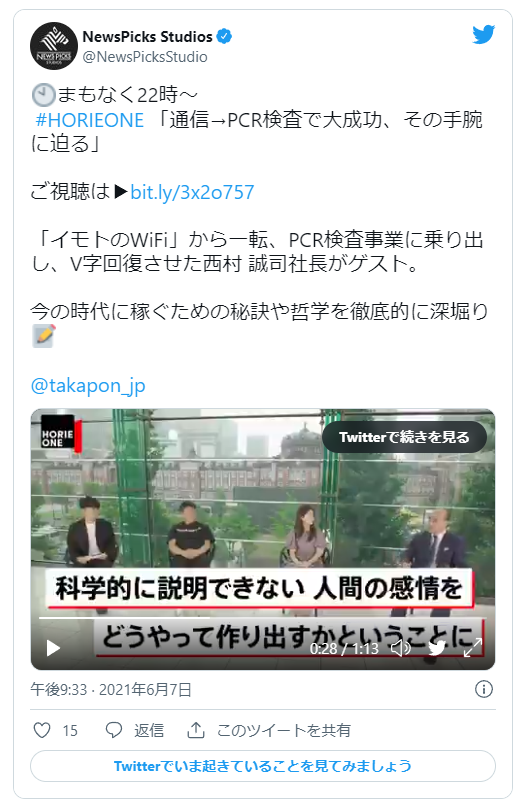 NEWS PICKS
STUDIOS
NewsPicks Studios
@NewsPicksStudio
まもなく22時〜
#HORIEONE 「通信→PCR検査で大成功、その手腕
に迫る」
ご視聴は▶bit.ly/3x2o757
「イモトのWiFi」から一転、PCR検査事業に乗り出
し、V字回復させた西村 誠司社長がゲスト。
今の時代に稼ぐための秘訣や哲学を徹底的に深堀り
@takapon_jp
HORIE
ONE
Twitterで続きを見る
科学的に説明できない 人間の感情を
どうやって作り出すかということに
0:28 / 1:13
午後9:33 · 2021年6月7日
15 返信 このツイートを共有
Twitterでいま起きていることを見てみましょう